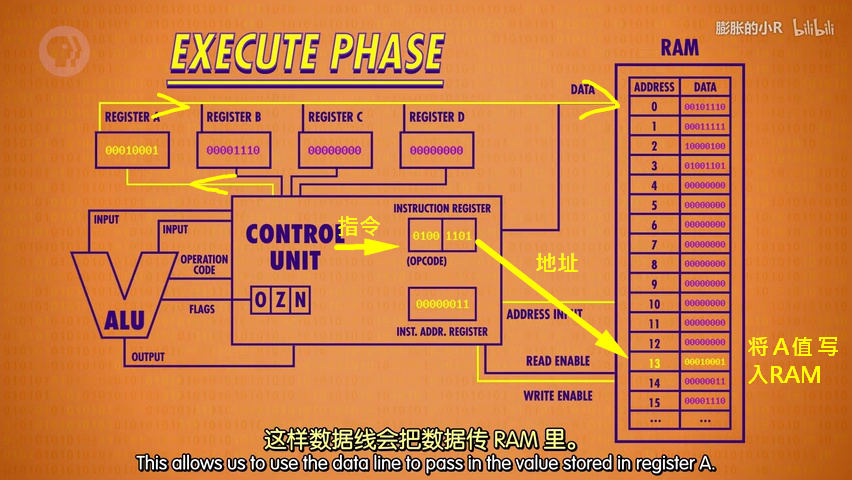 膨胀的小R bilibili
EXECUTE PHASE
RAM
DATA
ADDRESS DATA
0 00101110
1 00011111
2 10000100
3 01001101
4 00000000
5 00000000
6 00000000
7 00000000
8 00000000
9 00000000
10 00000000
11 00000000
12 00000000
13 00010001
14 00000011
15 00001110
... ...
REGISTER A
REGISTER B
REGISTER C
REGISTER D
00010001
00001110
00000000
00000000
INPUT
INPUT
OPERATION
CODE
FLAGS
ALU
OUTPUT
CONTROL
UNIT
O Z N
指令
INSTRUCTION REGISTER
0100 1101
(OPCODE)
00000011
INST. ADDR. REGISTER
地址
ADDRESS INPUT
READ ENABLE
WRITE ENABLE
将A值写
入RAM
这样数据线会把数据传 RAM 里。
This allows us to use the data line to pass in the value stored in register A.